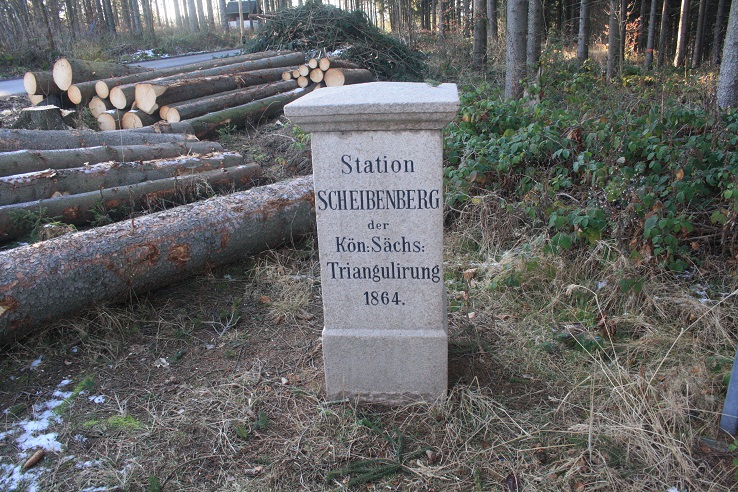 Station
SCHEIBENBERG
der
Kön: Sächs:
Triangulirung
1864.